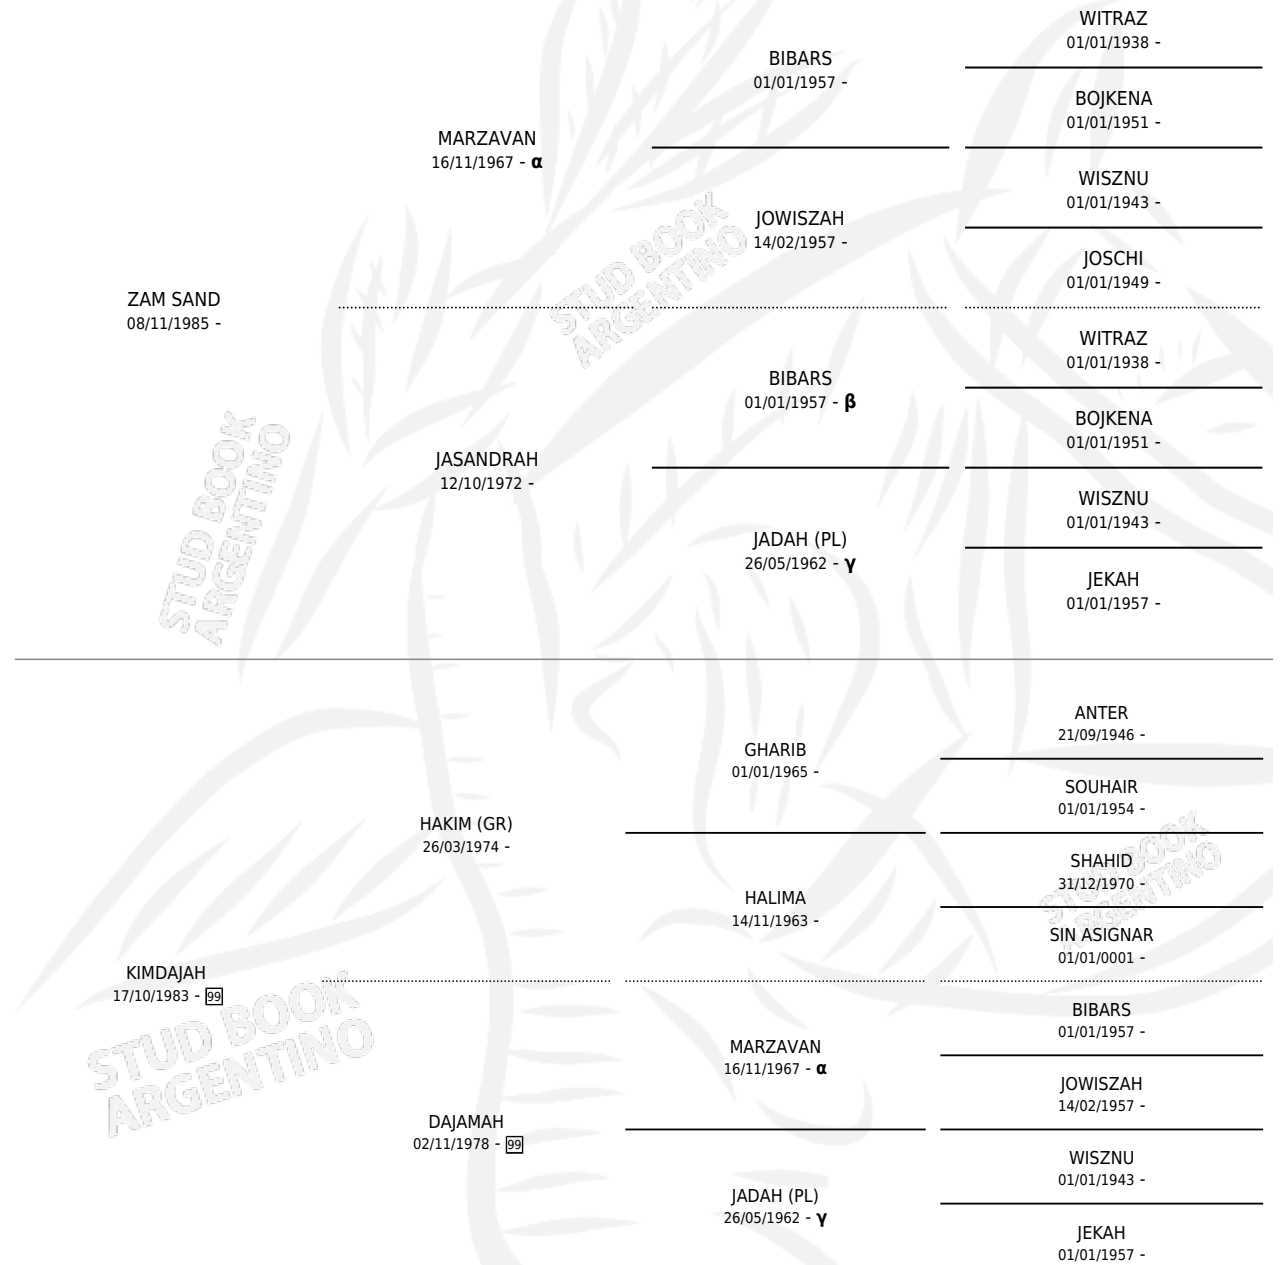 WITRAZ
01/01/1938 -
BIBARS
01/01/1957 -
BOJKENA
01/01/1951 -
MARZAVAN
16/11/1967 - α
WISZNU
01/01/1943 -
JOWISZAH
14/02/1957 -
JOSCHI
01/01/1949 -
ZAM SAND
08/11/1985 -
WITRAZ
01/01/1938 -
BIBARS
01/01/1957 - β
BOJKENA
01/01/1951 -
JASANDRAH
12/10/1972 -
WISZNU
01/01/1943 -
JADAH (PL)
26/05/1962 - γ
JEKAH
01/01/1957 -
ANTER
21/09/1946 -
GHARIB
01/01/1965 -
SOUHAIR
01/01/1954 -
HAKIM (GR)
26/03/1974 -
SHAHID
31/12/1970 -
HALIMA
14/11/1963 -
SIN ASIGNAR
01/01/0001 -
KIMDAJAH
17/10/1983 - 99
BIBARS
01/01/1957 -
MARZAVAN
16/11/1967 - α
JOWISZAH
14/02/1957 -
DAJAMAH
02/11/1978 - 99
WISZNU
01/01/1943 -
JADAH (PL)
26/05/1962 - γ
JEKAH
01/01/1957 -
STUD BOOK
ARGENTINO
STUD BOOK
ARGENTINO
STUD BOOK
ARGENTINO
STUD BOOK
ARGENTINO